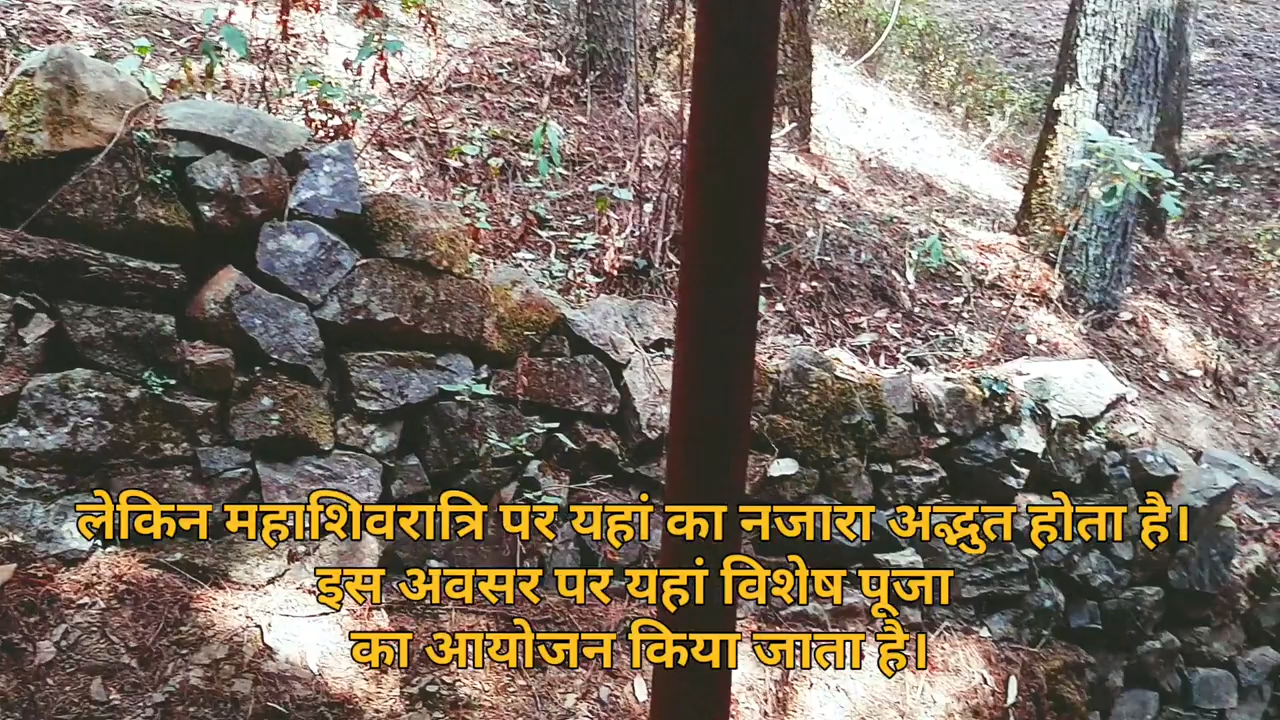 लेकिन महाशिवरात्रि पर यहां का नजारा अद्भुत होता है।
इस अवसर पर यहां विशेष पूजा
का आयोजन किया जाता है।